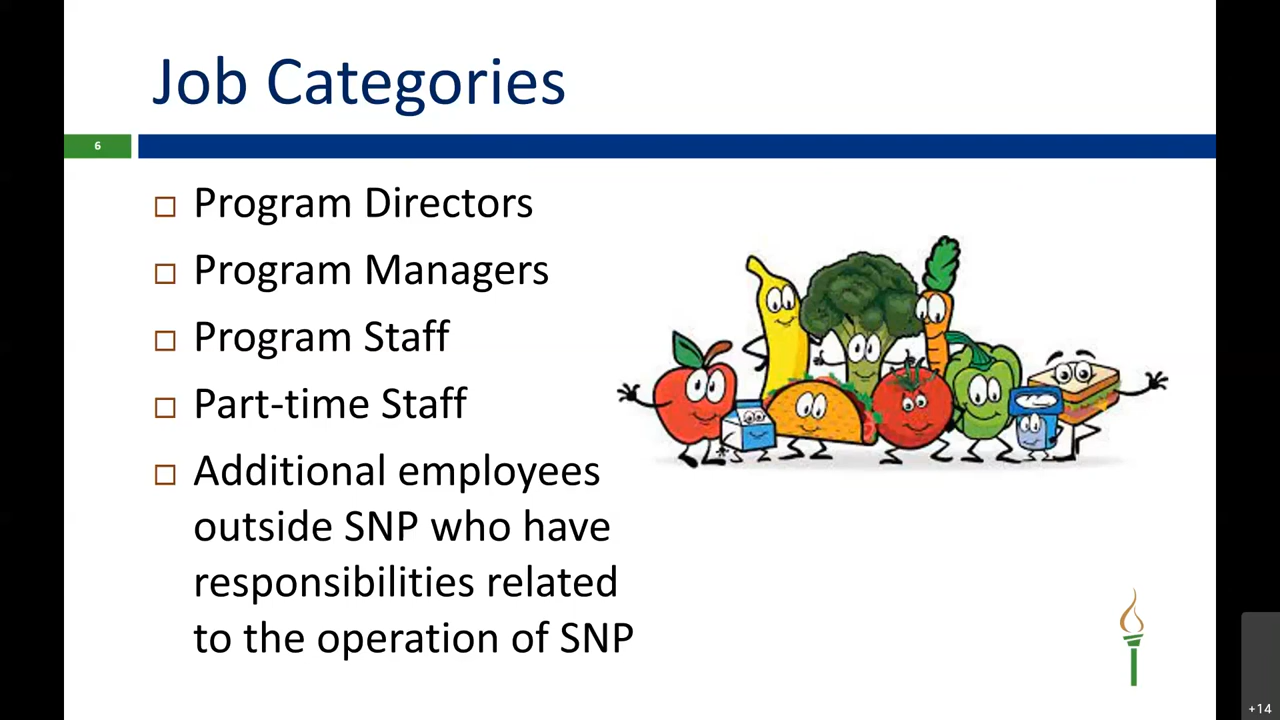 Job Categories
6
Program Directors
Program Managers
Program Staff
Part-time Staff
Additional employees
outside SNP who have
responsibilities related
to the operation of SNP
+14